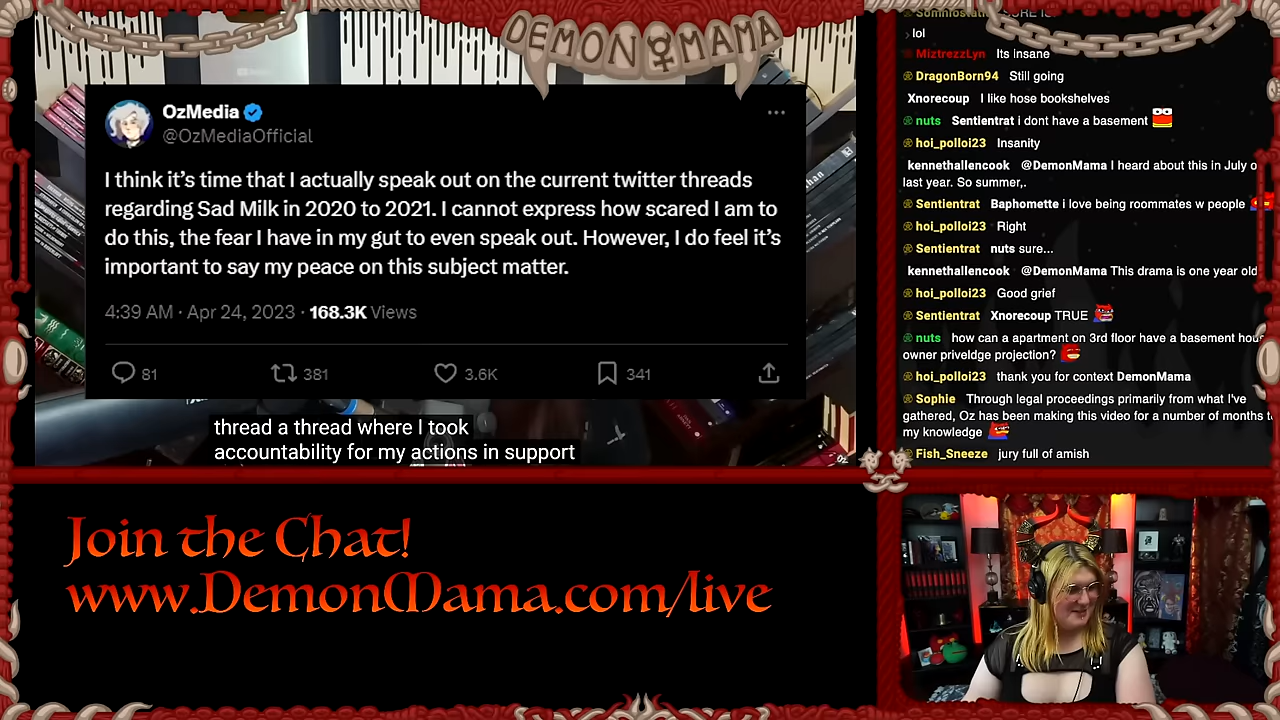 DEMON MAMA
OzMedia
@OzMediaOfficial
I think it's time that I actually speak out on the current twitter threads
regarding Sad Milk in 2020 to 2021. I cannot express how scared I am to
do this, the fear I have in my gut to even speak out. However, I do feel it's
important to say my peace on this subject matter.
4:39 AM · Apr 24, 2023 · 168.3K Views
81 381 3.6K 341
thread a thread where I took
accountability for my actions in support
Join the Chat!
www.DemonMama.com/live
lol
MiztrezzLyn Its insane
DragonBorn94 Still going
Xnorecoup I like hose bookshelves
nuts Sentientrat i dont have a basement
hoi_polloi23 Insanity
kennethallencook @DemonMama I heard about this in July o
last year. So summer,.
Sentientrat Baphomette i love being roommates w people
hoi_polloi23 Right
Sentientrat nuts sure...
kennethallencook @DemonMama This drama is one year old
hoi_polloi23 Good grief
Sentientrat Xnorecoup TRUE
nuts how can a apartment on 3rd floor have a basement hou
owner priveldge projection?
hoi_polloi23 thank you for context DemonMama
Sophie Through legal proceedings primarily from what I've
gathered, Oz has been making this video for a number of months t
my knowledge
Fish_Sneeze jury full of amish